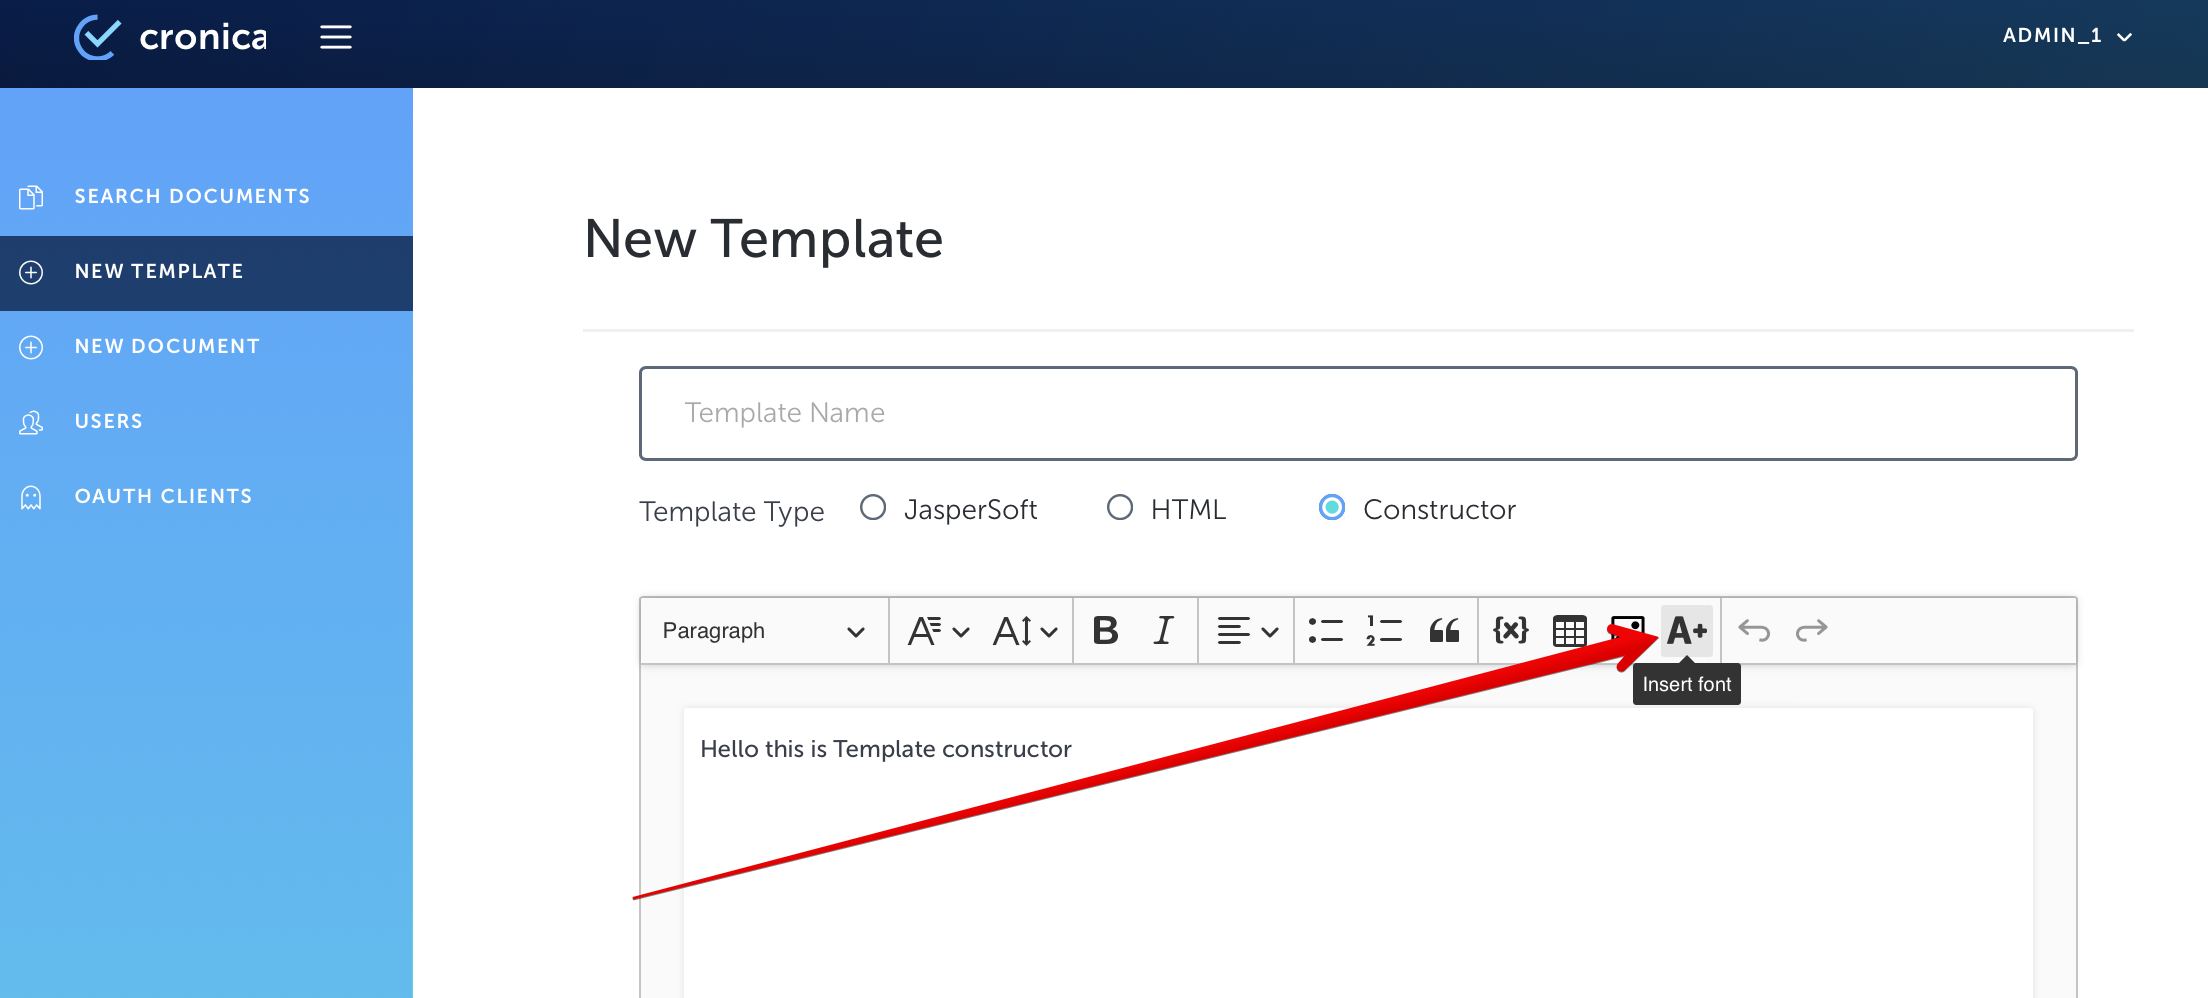 cronica
ADMIN_1
SEARCH DOCUMENTS
NEW TEMPLATE
NEW DOCUMENT
USERS
OAUTH CLIENTS
New Template
Template Name
Template Type JasperSoft HTML Constructor
Paragraph
Insert font
Hello this is Template constructor